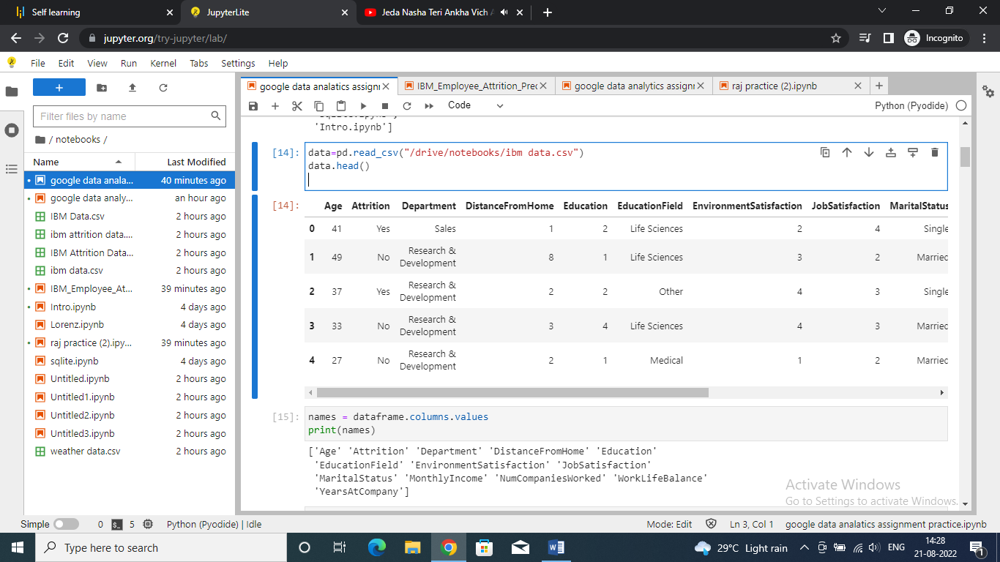 Self learning
JupyterLite
Jeda Nasha Teri Ankha Vich
jupyter.org/try-jupyter/lab/
Incognito
File Edit View Run Kernel Tabs Settings Help
google data analatics assignr
IBM_Employee_Attrition_Prec
google data analytics assignr
raj practice (2).ipynb
Code
Python (Pyodide)
Filter files by name
/ notebooks /
Name Last Modified
google data anala... 40 minutes ago
google data analy... an hour ago
IBM Data.csv 2 hours ago
ibm attrition data.... 2 hours ago
IBM Attrition Data... 2 hours ago
ibm data.csv 2 hours ago
IBM_Employee_At... 39 minutes ago
Intro.ipynb 4 days ago
Lorenz.ipynb 4 days ago
raj practice (2).ipy... 39 minutes ago
sqlite.ipynb 4 days ago
Untitled.ipynb 2 hours ago
Untitled1.ipynb 2 hours ago
Untitled2.ipynb 2 hours ago
Untitled3.ipynb 2 hours ago
weather data.csv 2 hours ago
'Intro.ipynb']
[14]: data=pd.read_csv("/drive/notebooks/ibm data.csv")
data.head()
[14]: Age Attrition Department DistanceFromHome Education EducationField EnvironmentSatisfaction JobSatisfaction MaritalStatus
0 41 Yes Sales 1 2 Life Sciences 2 4 Single
1 49 No Research & Development 8 1 Life Sciences 3 2 Married
2 37 Yes Research & Development 2 2 Other 4 3 Single
3 33 No Research & Development 3 4 Life Sciences 4 3 Married
4 27 No Research & Development 2 1 Medical 1 2 Married
[15]: names = dataframe.columns.values
print(names)
['Age' 'Attrition' 'Department' 'DistanceFromHome' 'Education'
'EducationField' 'EnvironmentSatisfaction' 'JobSatisfaction'
'MaritalStatus' 'MonthlyIncome' 'NumCompaniesWorked' 'WorkLifeBalance'
'YearsAtCompany']
Activate Windows
Go to Settings to activate Windows.
Simple 0 $_ 5 Python (Pyodide) | Idle
Mode: Edit Ln 3, Col 1 google data analatics assignment practice.ipynb
Type here to search
29°C Light rain
ENG
14:28
21-08-2022
1